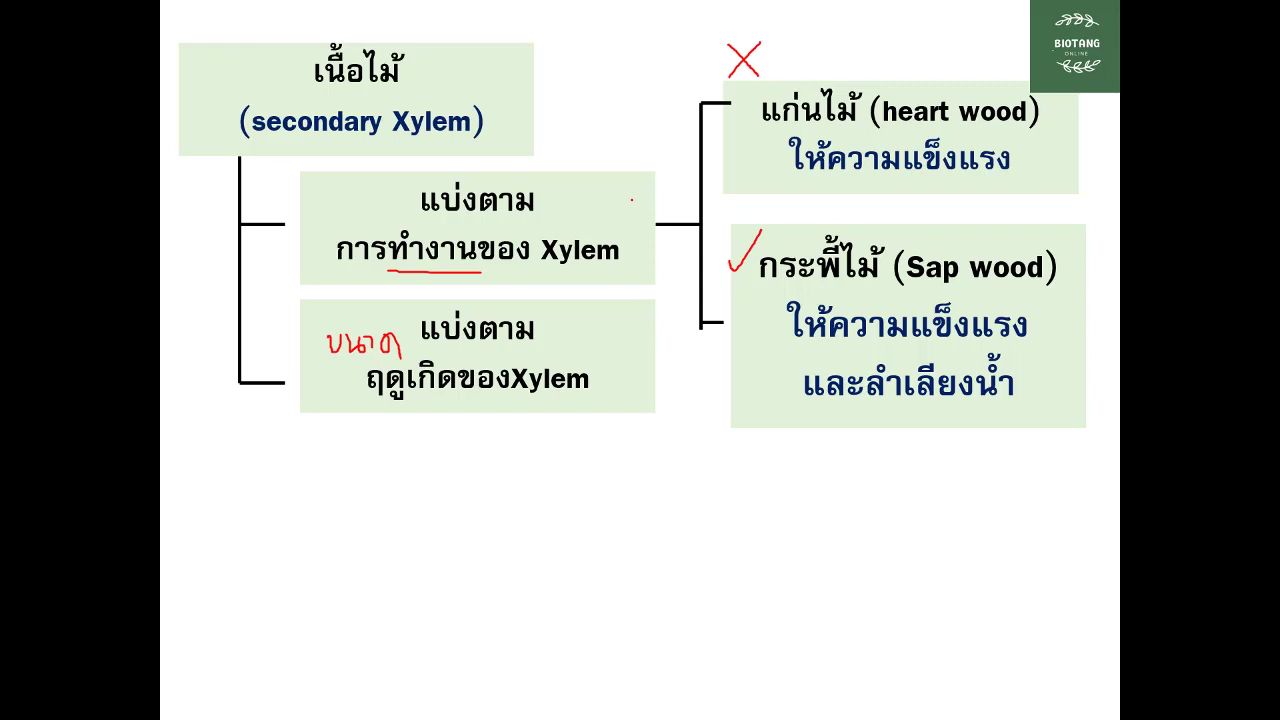 เนื้อไม้
(secondary Xylem)
แบ่งตาม
การทำงานของ Xylem
ขนาด
แบ่งตาม
ฤดูเกิดของXylem
แก่นไม้ (heart wood)
ให้ความแข็งแรง
กระพี้ไม้ (Sap wood)
ให้ความแข็งแรง
และลำเลียงน้ำ
BIOTANG
ONLINE